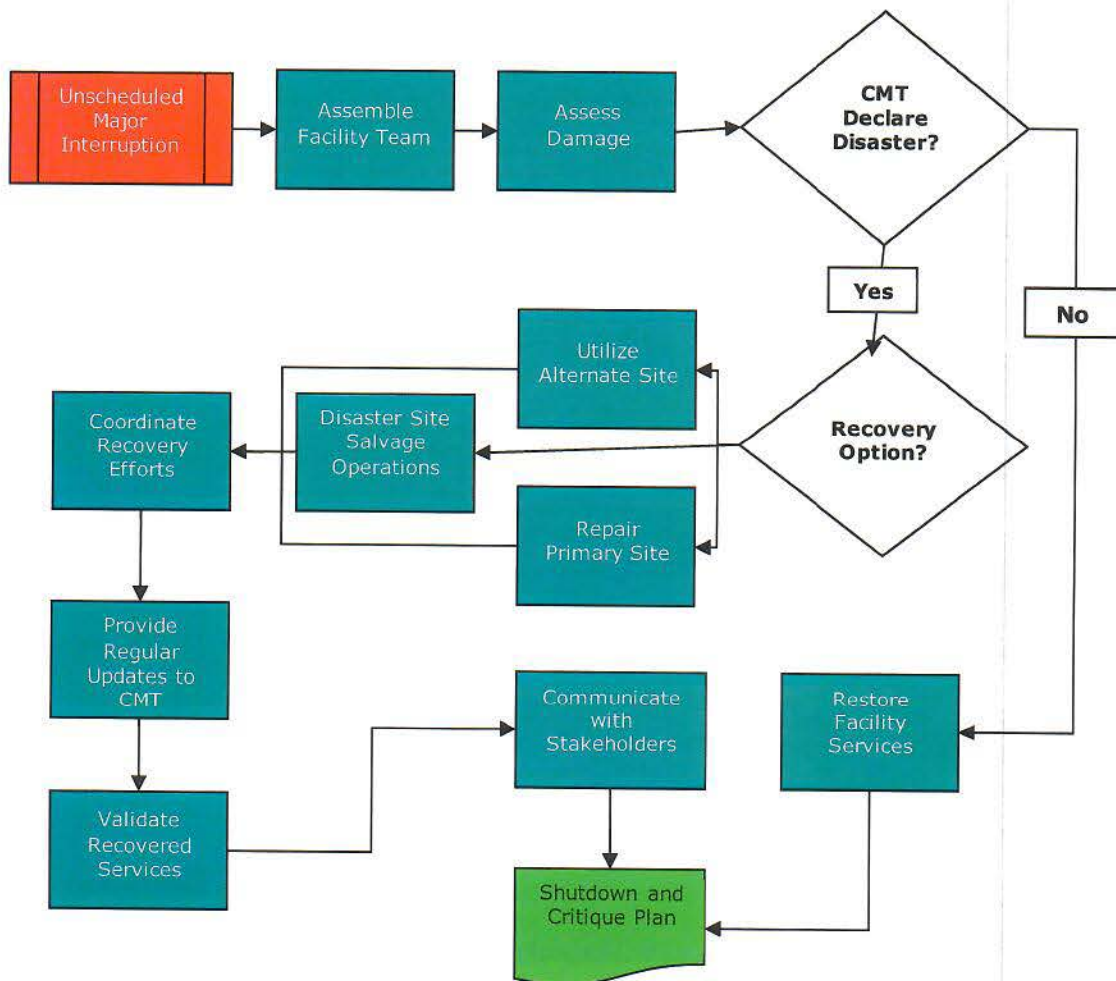 Unscheduled
Major
Interruption
Assemble
Facility Team
Assess
Damage
CMT
Declare
Disaster?
Yes
No
Utilize
Alternate Site
Coordinate
Recovery
Efforts
Disaster Site
Salvage
Operations
Recovery
Option?
Repair
Primary Site
Provide
Regular
Updates to
CMT
Communicate
with
Stakeholders
Restore
Facility
Services
Validate
Recovered
Services
Shutdown and
Critique Plan